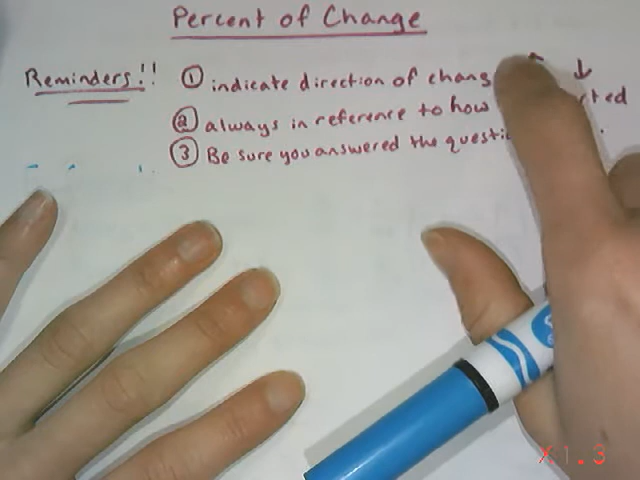 Percent of Change
Reminders!! ① indicate direction of chang ↑ ↓
② always in reference to how rted
③ Be sure you answered the questi .
X1.3